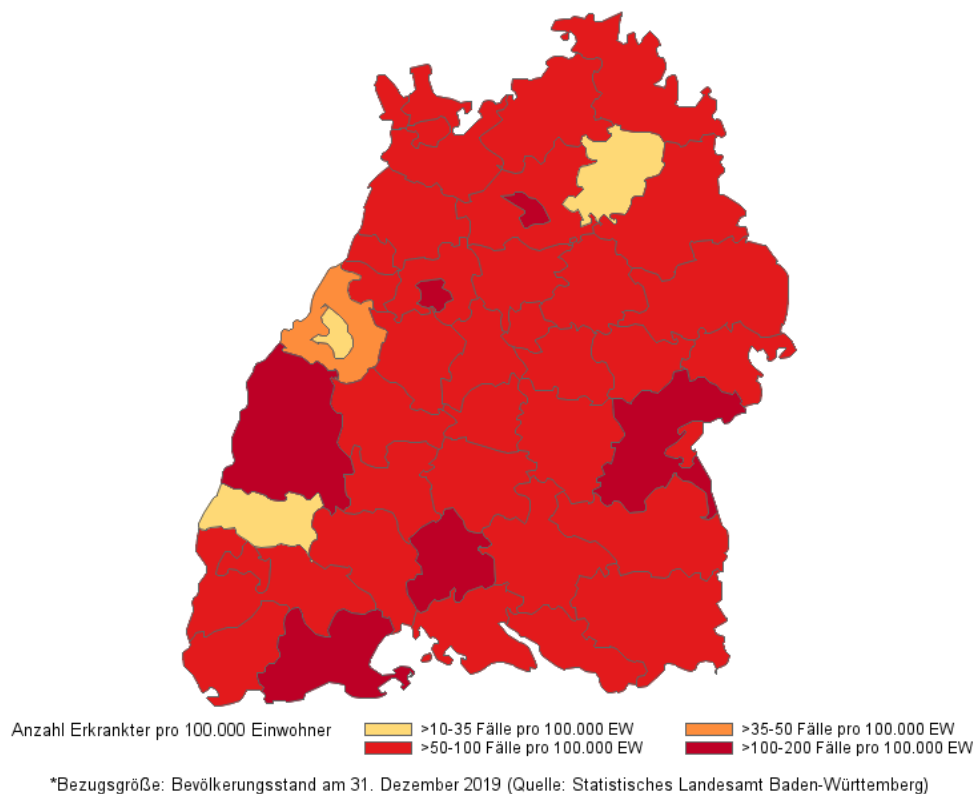 Anzahl Erkrankter pro 100.000 Einwohner
>10-35 Fälle pro 100.000 EW
>35-50 Fälle pro 100.000 EW
>50-100 Fälle pro 100.000 EW
>100-200 Fälle pro 100.000 EW
*Bezugsgröße: Bevölkerungsstand am 31. Dezember 2019 (Quelle: Statistisches Landesamt Baden-Württemberg)